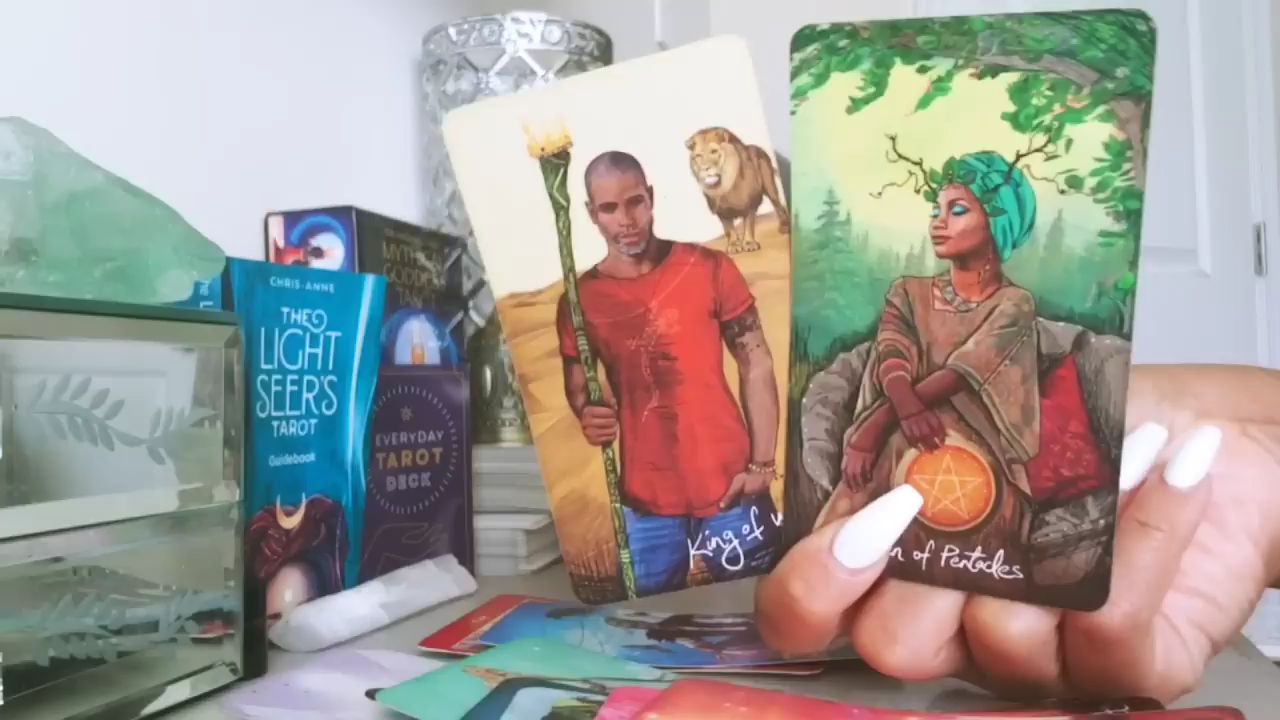 CHRIS-ANNE
THE
LIGHT
SEER'S
TAROT
Guidebook
EVERYDAY
TAROT
DECK
King of
of Pentacles